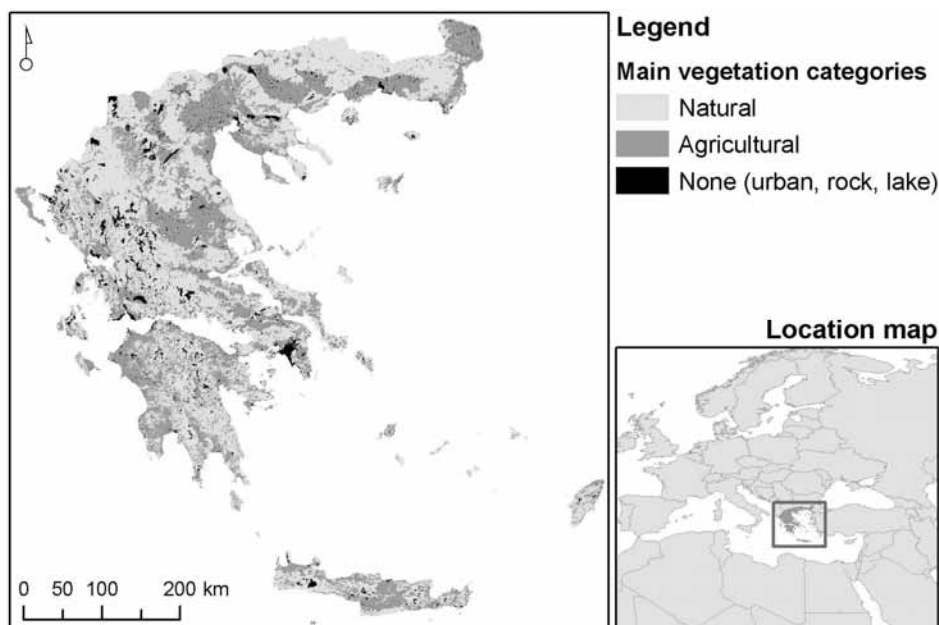 Legend
Main vegetation categories
Natural
Agricultural
None (urban, rock, lake)
Location map
0 50 100 200 km